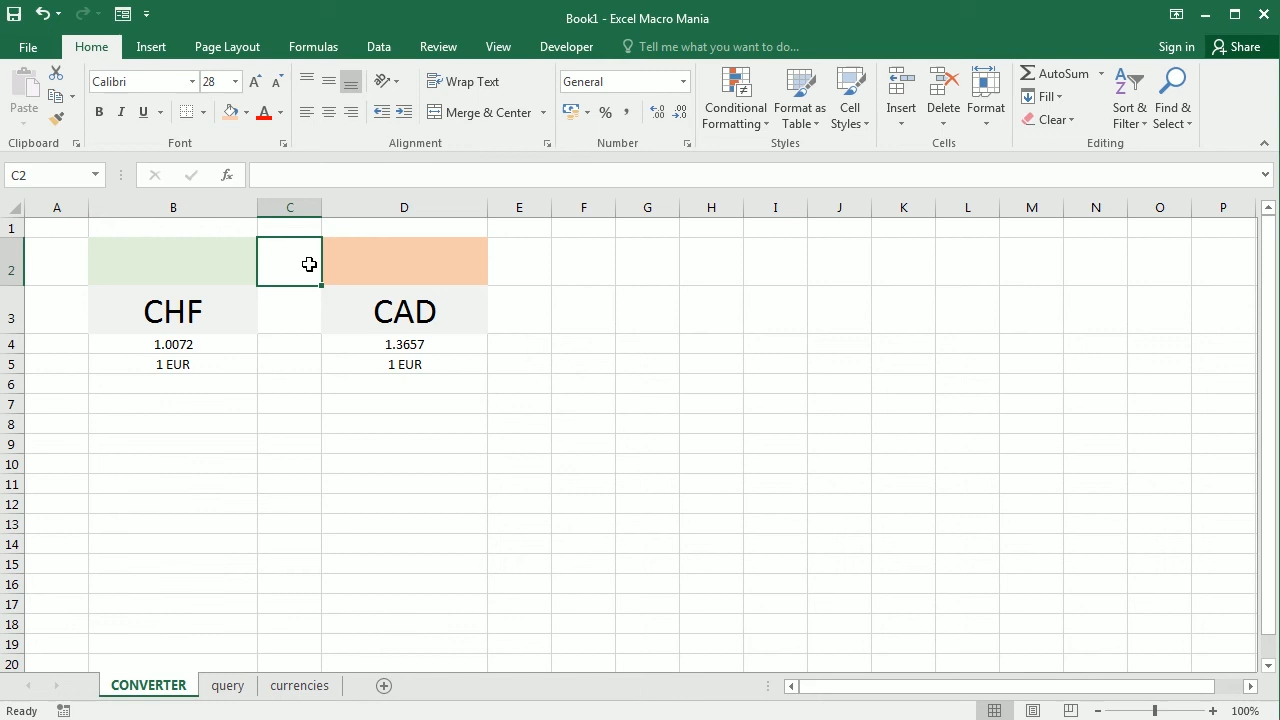 Book1 - Excel Macro Mania
File Home Insert Page Layout Formulas Data Review View Developer Tell me what you want to do... Sign in Share
Paste
Calibri 28
Wrap Text
General
Conditional Formatting
Format as Table
Cell Styles
Insert
Delete
Format
AutoSum
Fill
Clear
Sort & Filter
Find & Select
B I U
Merge & Center
%
Clipboard Font Alignment Number Styles Cells Editing
C2 fx
A B C D E F G H I J K L M N O P
1
2
3 CHF CAD
4 1.0072 1.3657
5 1 EUR 1 EUR
6
7
8
9
10
11
12
13
14
15
16
17
18
19
20
CONVERTER query currencies
Ready 100%